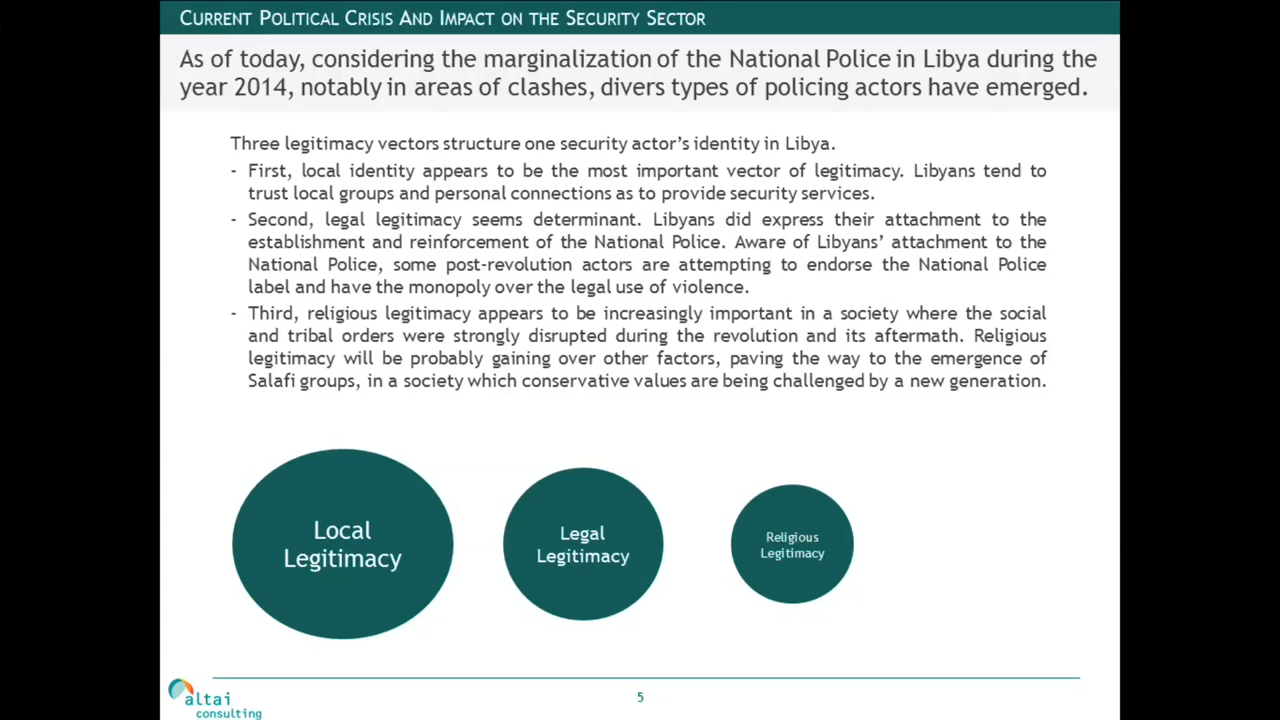 CURRENT POLITICAL CRISIS AND IMPACT ON THE SECURITY SECTOR
As of today, considering the marginalization of the National Police in Libya during the
year 2014, notably in areas of clashes, divers types of policing actors have emerged.
Three legitimacy vectors structure one security actor's identity in Libya.
- First, local identity appears to be the most important vector of legitimacy. Libyans tend to
trust local groups and personal connections as to provide security services.
- Second, legal legitimacy seems determinant. Libyans did express their attachment to the
establishment and reinforcement of the National Police. Aware of Libyans' attachment to the
National Police, some post-revolution actors are attempting to endorse the National Police
label and have the monopoly over the legal use of violence.
- Third, religious legitimacy appears to be increasingly important in a society where the social
and tribal orders were strongly disrupted during the revolution and its aftermath. Religious
legitimacy will be probably gaining over other factors, paving the way to the emergence of
Salafi groups, in a society which conservative values are being challenged by a new generation.
Local
Legitimacy
Legal
Legitimacy
Religious
Legitimacy
altai
consulting
5